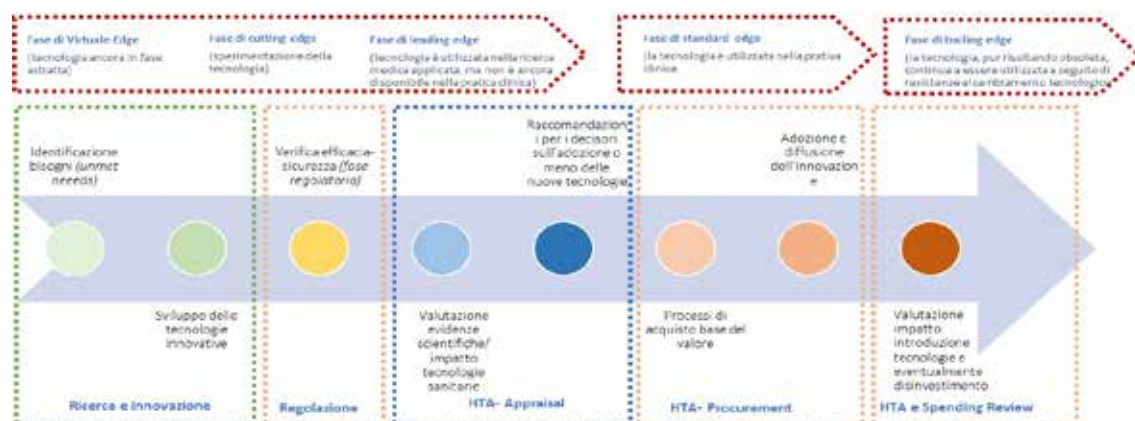 Fase di Virtuale Edge
(tecnologia ancora in fase
astratta)
Fase di cutting edge
(sperimentazione della
tecnologia)
Fase di leading edge
(tecnologia è utilizzata nella ricerca
medica applicata, ma non è ancora
disponibile nella pratica clinica)
Fase di standard edge
(la tecnologia è utilizzata nella pratica
clinica
Fase di trailing edge
(la tecnologia, pur risultando obsoleta,
continua a essere utilizzata a seguito di
resistenze al cambiamento tecnologico
Identificazione
bisogni (unmet
needs)
Verifica efficacia-
sicurezza (fase
regolatoria)
Raccomandazion
i per i decisori
sull'adozione o
meno delle
nuove tecnologie
Adozione e
diffusione
dell'innovazion
e
Sviluppo delle
tecnologie
innovative
Valutazione
evidenze
scientifiche/
impatto
tecnologie
sanitarie
Processi di
acquisto base del
valore
Valutazione
impatto
introduzione
tecnologie e
eventualmente
disinvestimento
Ricerca e Innovazione
Regolazione
HTA- Appraisal
HTA- Procurement
HTA e Spending Review